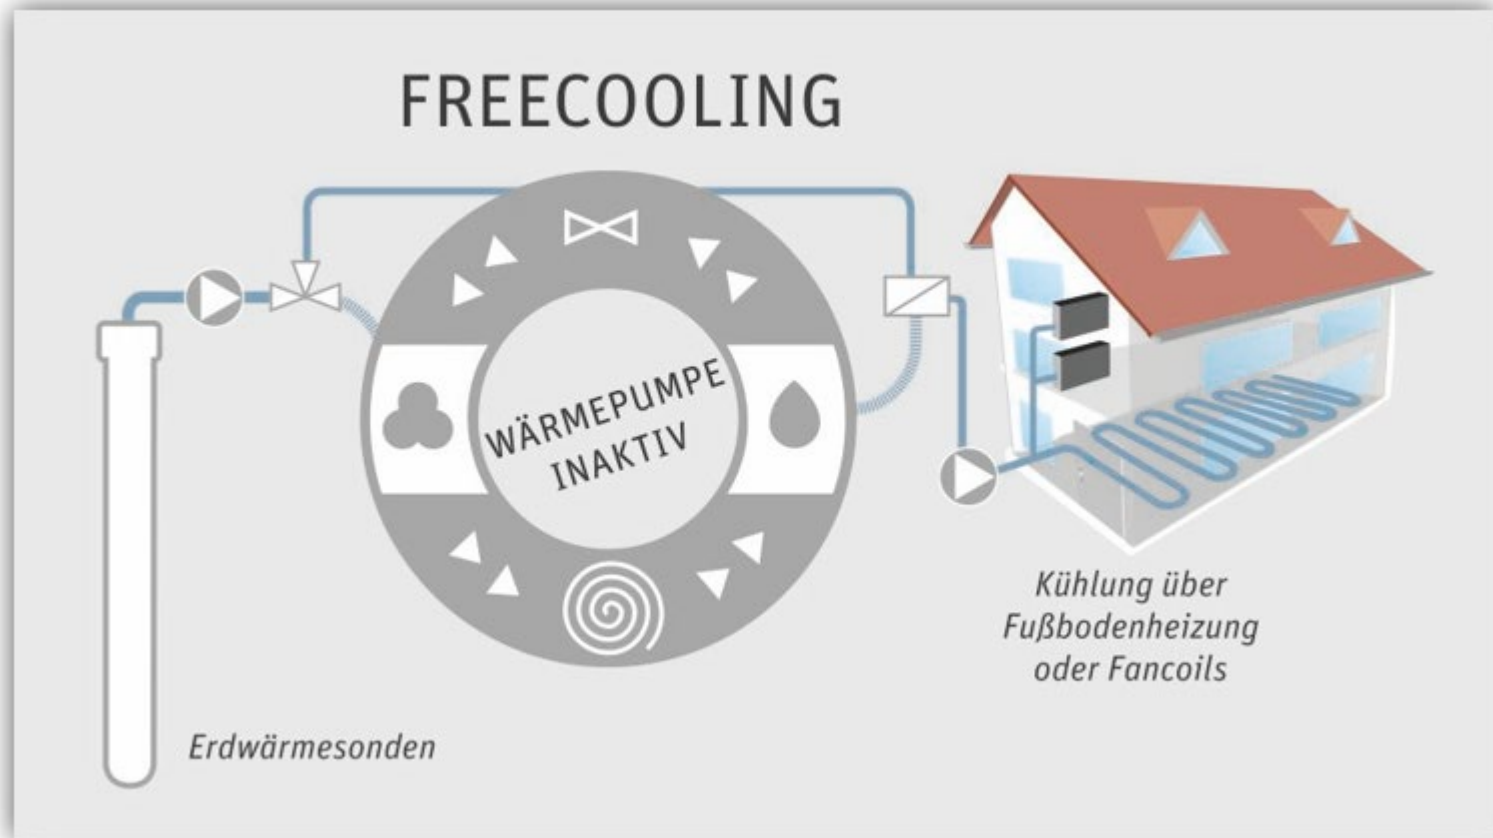 FREECOOLING
WÄRMEPUMPE
INAKTIV
Kühlung über
Fußbodenheizung
oder Fancoils
Erdwärmesonden